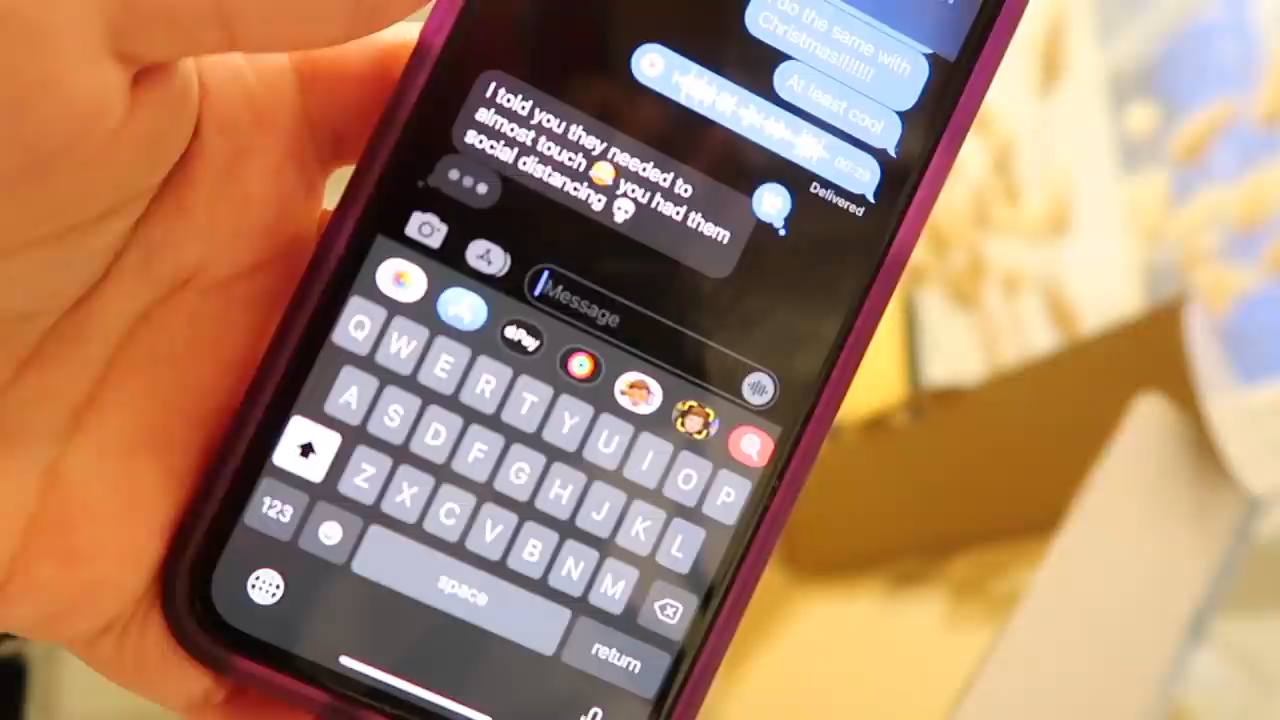 I do the same with
Christmas!!!!!!!
At least cool
00:29
Delivered
I told you they needed to
almost touch 😂 you had them
social distancing 💀
Message
Pay
Q W E R T Y U I O P
A S D F G H J K L
Z X C V B N M
123
space
return